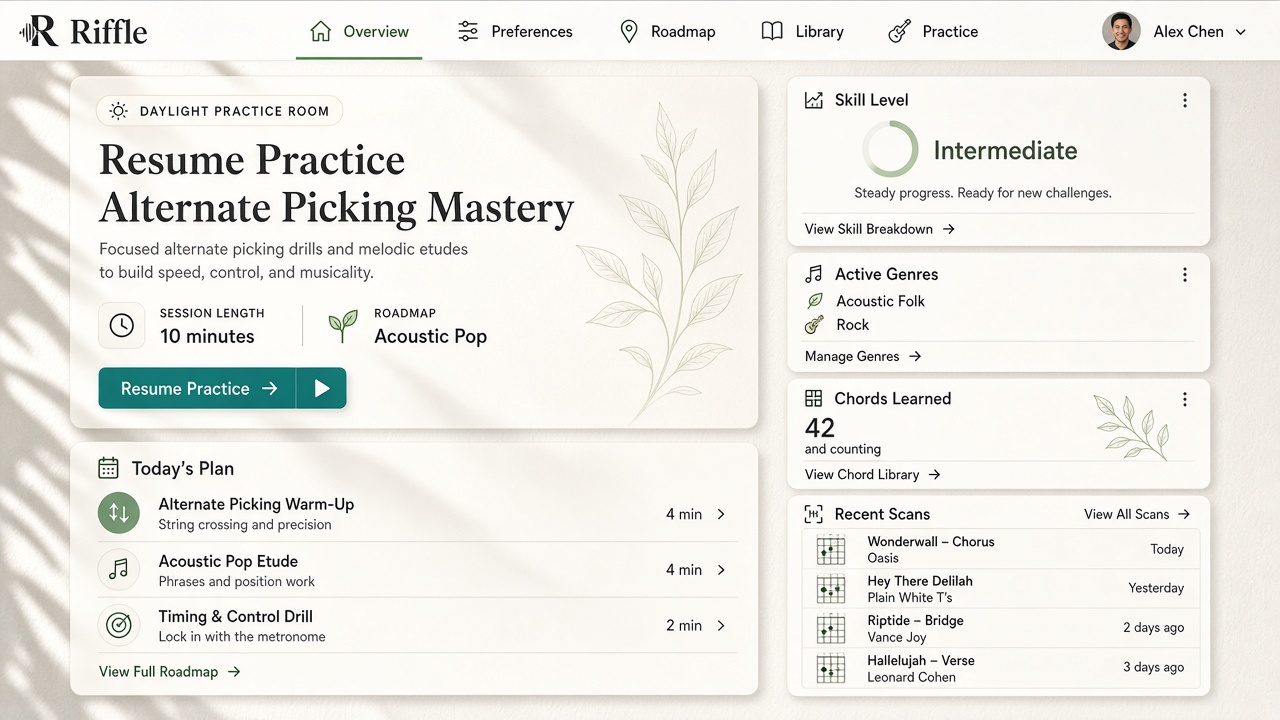 Riffle
Overview
Preferences
Roadmap
Library
Practice
Alex Chen
DAYLIGHT PRACTICE ROOM
Resume Practice
Alternate Picking Mastery
Focused alternate picking drills and melodic etudes
to build speed, control, and musicality.
SESSION LENGTH
10 minutes
ROADMAP
Acoustic Pop
Resume Practice
Today's Plan
Alternate Picking Warm-Up
String crossing and precision
4 min
Acoustic Pop Etude
Phrases and position work
4 min
Timing & Control Drill
Lock in with the metronome
2 min
View Full Roadmap
Skill Level
Intermediate
Steady progress. Ready for new challenges.
View Skill Breakdown
Active Genres
Acoustic Folk
Rock
Manage Genres
Chords Learned
42
and counting
View Chord Library
Recent Scans
View All Scans
Wonderwall – Chorus
Oasis
Today
Hey There Delilah
Plain White T's
Yesterday
Riptide – Bridge
Vance Joy
2 days ago
Hallelujah – Verse
Leonard Cohen
3 days ago